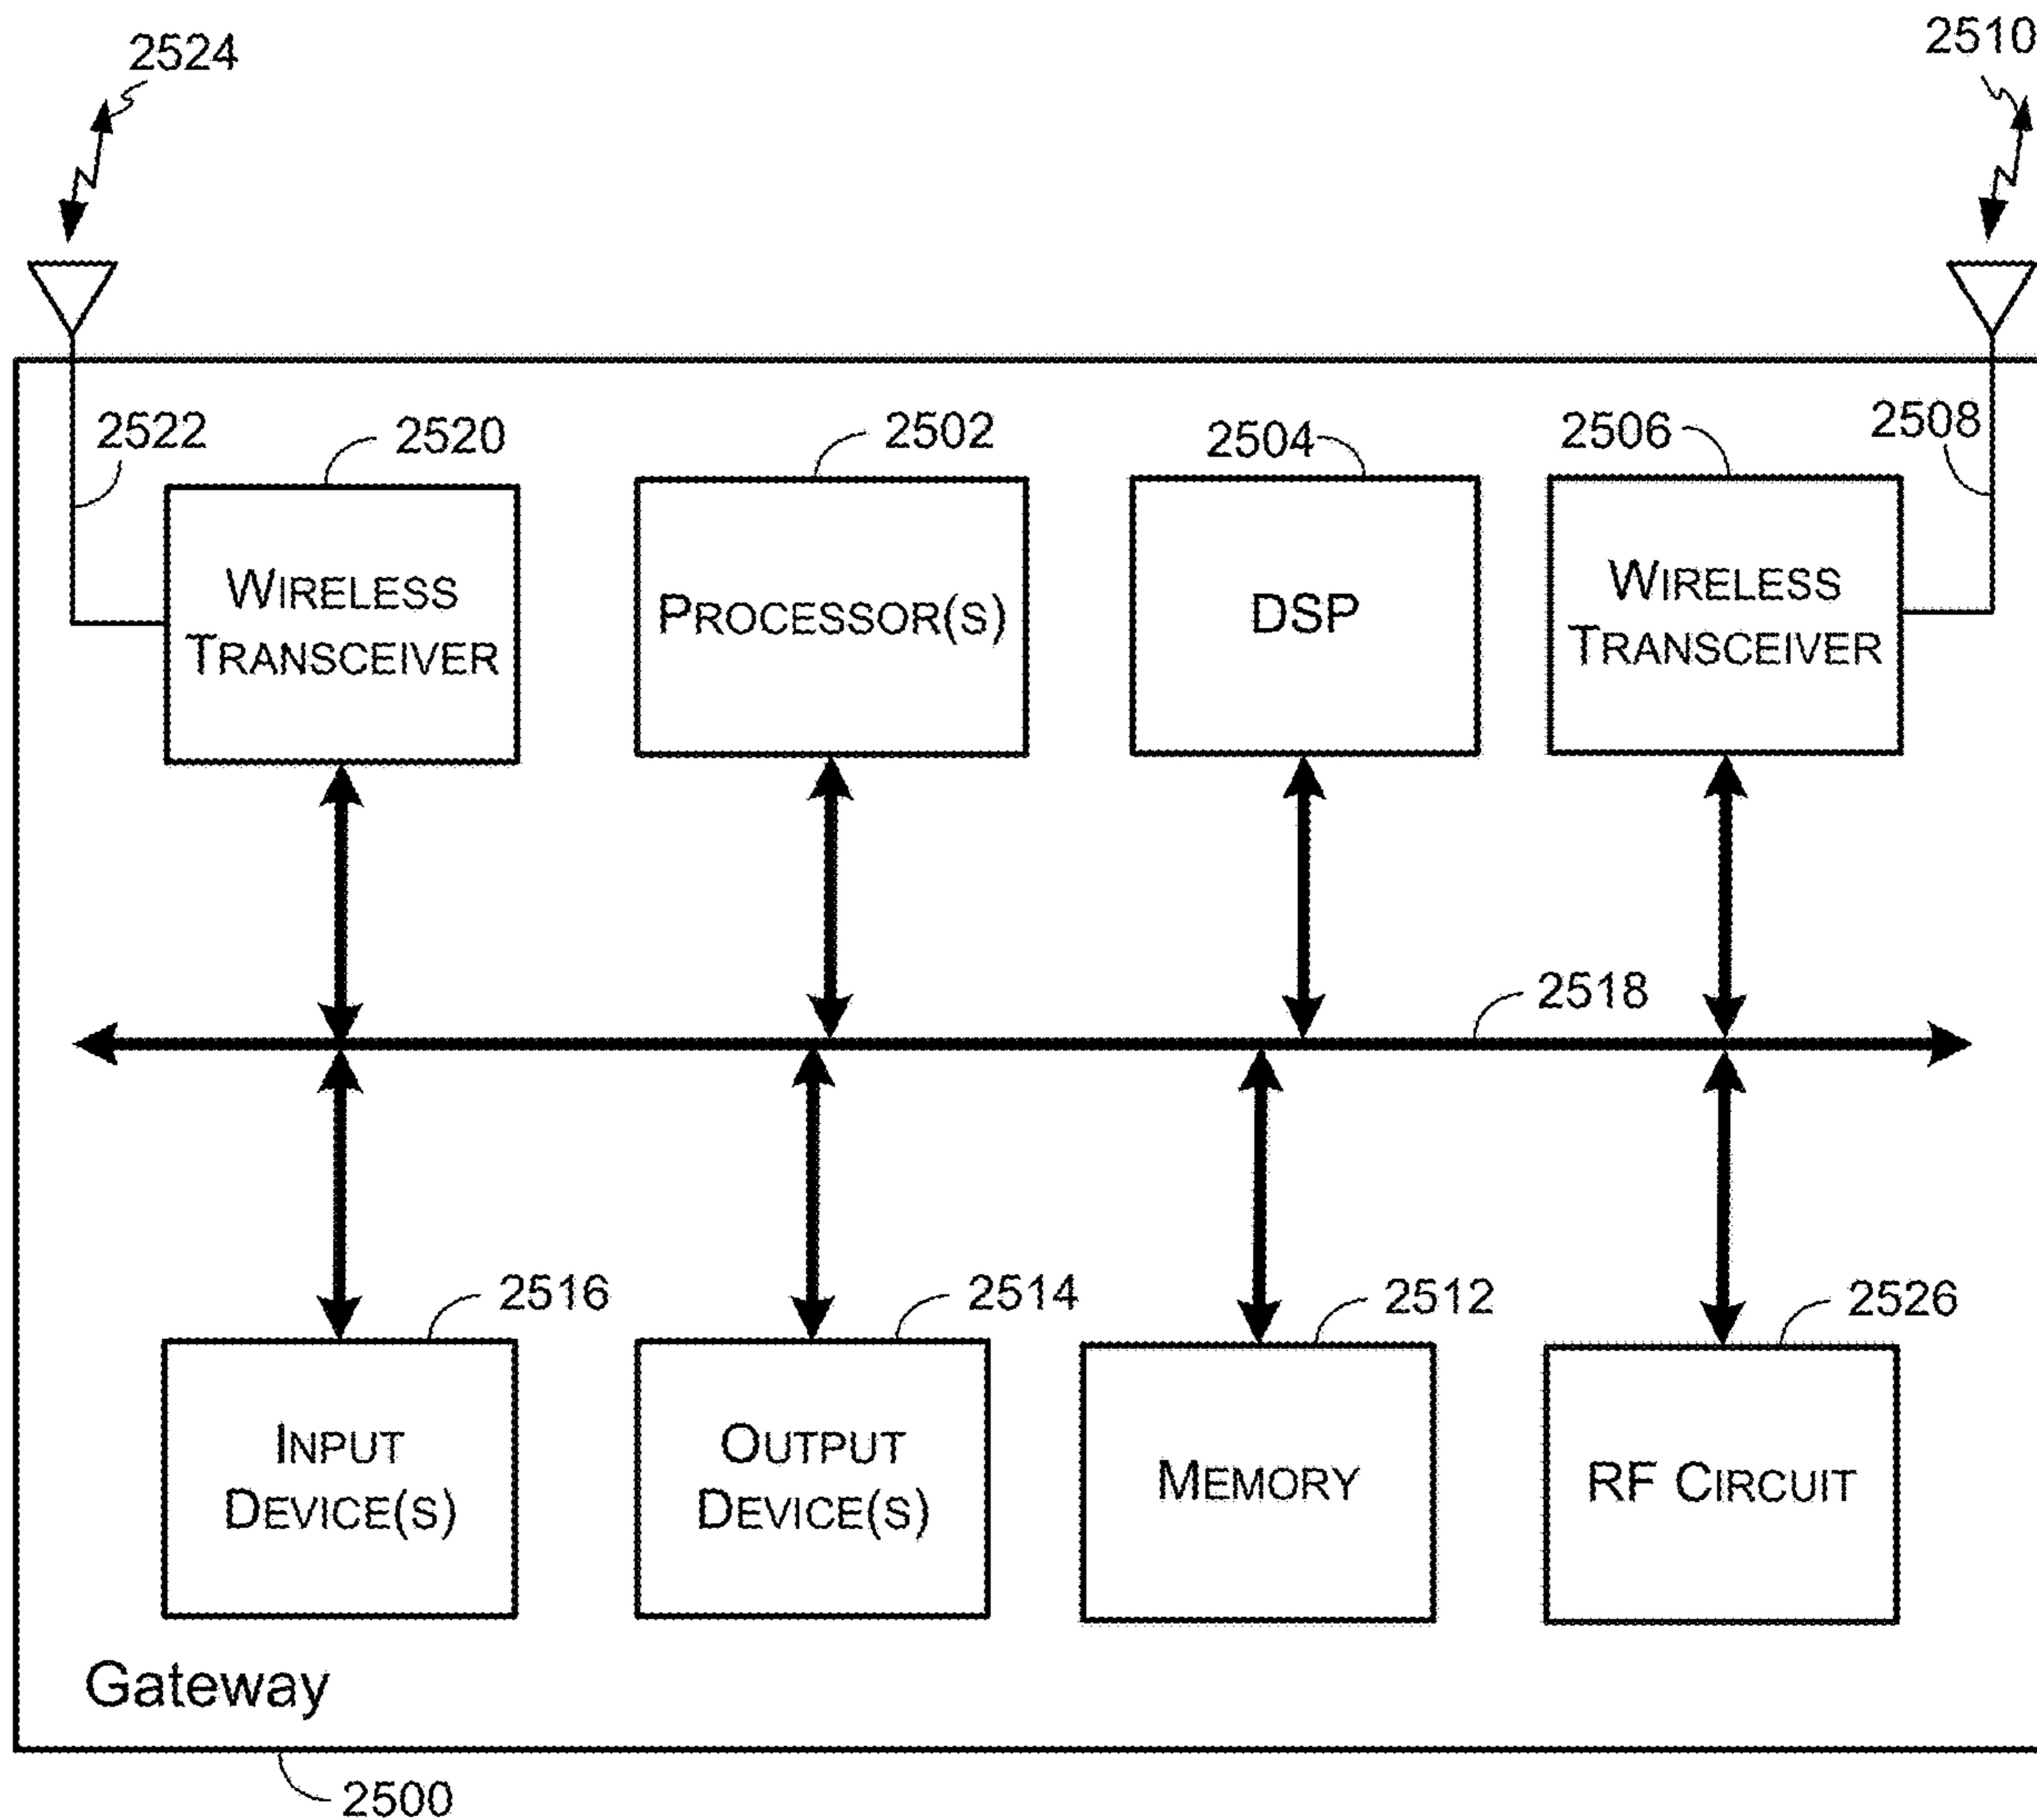 2524
2510
2522
2520
2502
2504
2506
2508
WIRELESS
TRANSCEIVER
PROCESSOR(S)
DSP
WIRELESS
TRANSCEIVER
2518
2516
2514
2512
2526
INPUT
DEVICE(S)
OUTPUT
DEVICE(S)
MEMORY
RF CIRCUIT
Gateway
2500